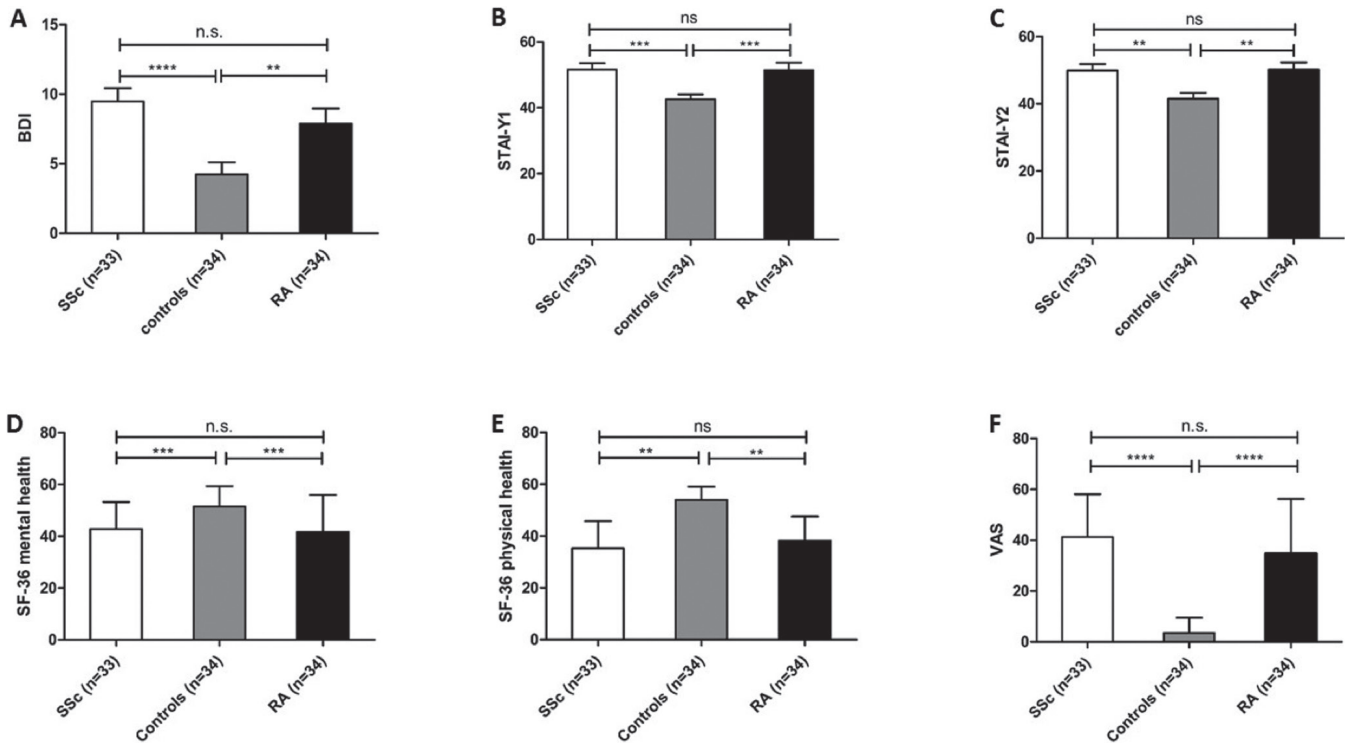 A
BDI
15
10
5
0
n.s.
****
**
SSc (n=33)
controls (n=34)
RA (n=34)
B
STAI-Y1
60
40
20
0
ns
***
***
SSc (n=33)
controls (n=34)
RA (n=34)
C
STAI-Y2
60
40
20
0
ns
**
**
SSc (n=33)
controls (n=34)
RA (n=34)
D
SF-36 mental health
80
60
40
20
0
n.s.
***
***
SSc (n=33)
Controls (n=34)
RA (n=34)
E
SF-36 physical health
80
60
40
20
0
ns
**
**
SSc (n=33)
Controls (n=34)
RA (n=34)
F
VAS
80
60
40
20
0
n.s.
****
****
SSc (n=33)
Controls (n=34)
RA (n=34)